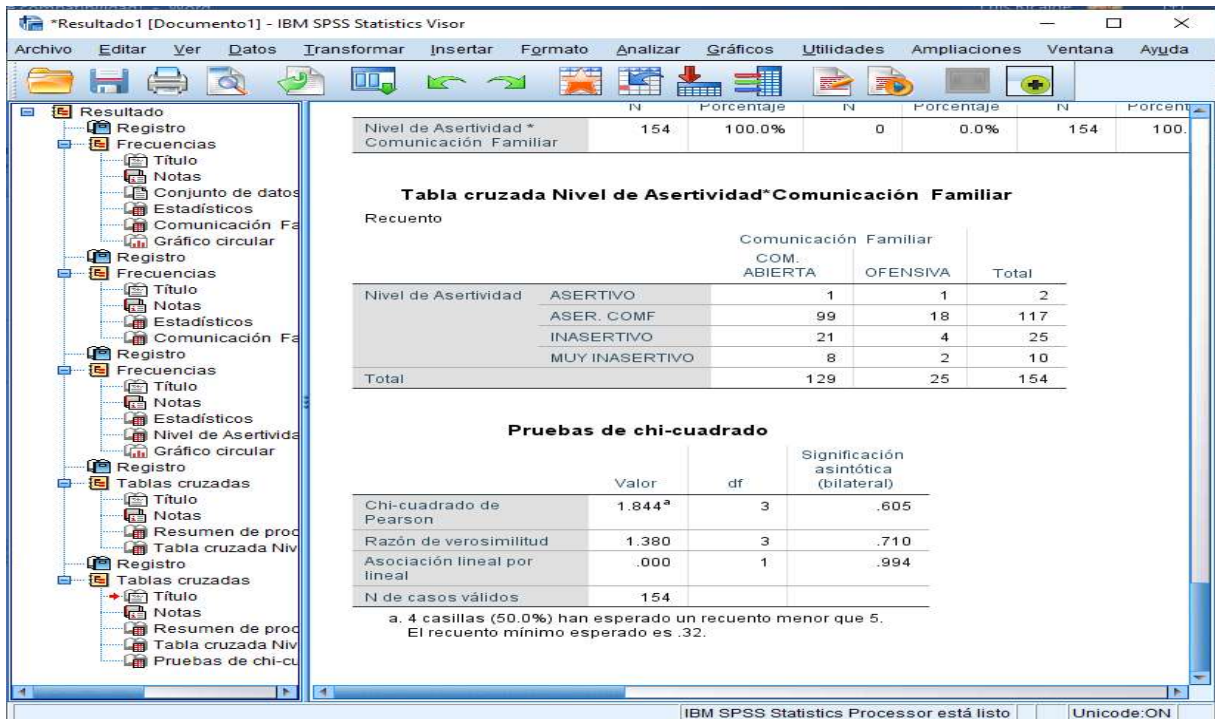 *Resultado1 [Documento1] - IBM SPSS Statistics Visor
Archivo Editar Ver Datos Transformar Insertar Formato Analizar Gráficos Utilidades Ampliaciones Ventana Ayuda
Resultado
Registro
Frecuencias
Título
Notas
Conjunto de datos
Estadísticos
Comunicación Fa
Gráfico circular
Registro
Frecuencias
Título
Notas
Estadísticos
Comunicación Fa
Registro
Frecuencias
Título
Notas
Estadísticos
Nivel de Asertivida
Gráfico circular
Registro
Tablas cruzadas
Título
Notas
Resumen de proc
Tabla cruzada Niv
Registro
Tablas cruzadas
Título
Notas
Resumen de proc
Tabla cruzada Niv
Pruebas de chi-cu
N Porcentaje N Porcentaje N Porcent
Nivel de Asertividad * 154 100.0% 0 0.0% 154 100.
Comunicación Familiar
Tabla cruzada Nivel de Asertividad*Comunicación Familiar
Recuento
Comunicación Familiar
COM.
ABIERTA OFENSIVA Total
Nivel de Asertividad ASERTIVO 1 1 2
ASER. COMF 99 18 117
INASERTIVO 21 4 25
MUY INASERTIVO 8 2 10
Total 129 25 154
Pruebas de chi-cuadrado
Significación
asintótica
Valor df (bilateral)
Chi-cuadrado de 1.844a 3 .605
Pearson
Razón de verosimilitud 1.380 3 .710
Asociación lineal por .000 1 .994
lineal
N de casos válidos 154
a. 4 casillas (50.0%) han esperado un recuento menor que 5.
El recuento mínimo esperado es .32.
IBM SPSS Statistics Processor está listo Unicode:ON